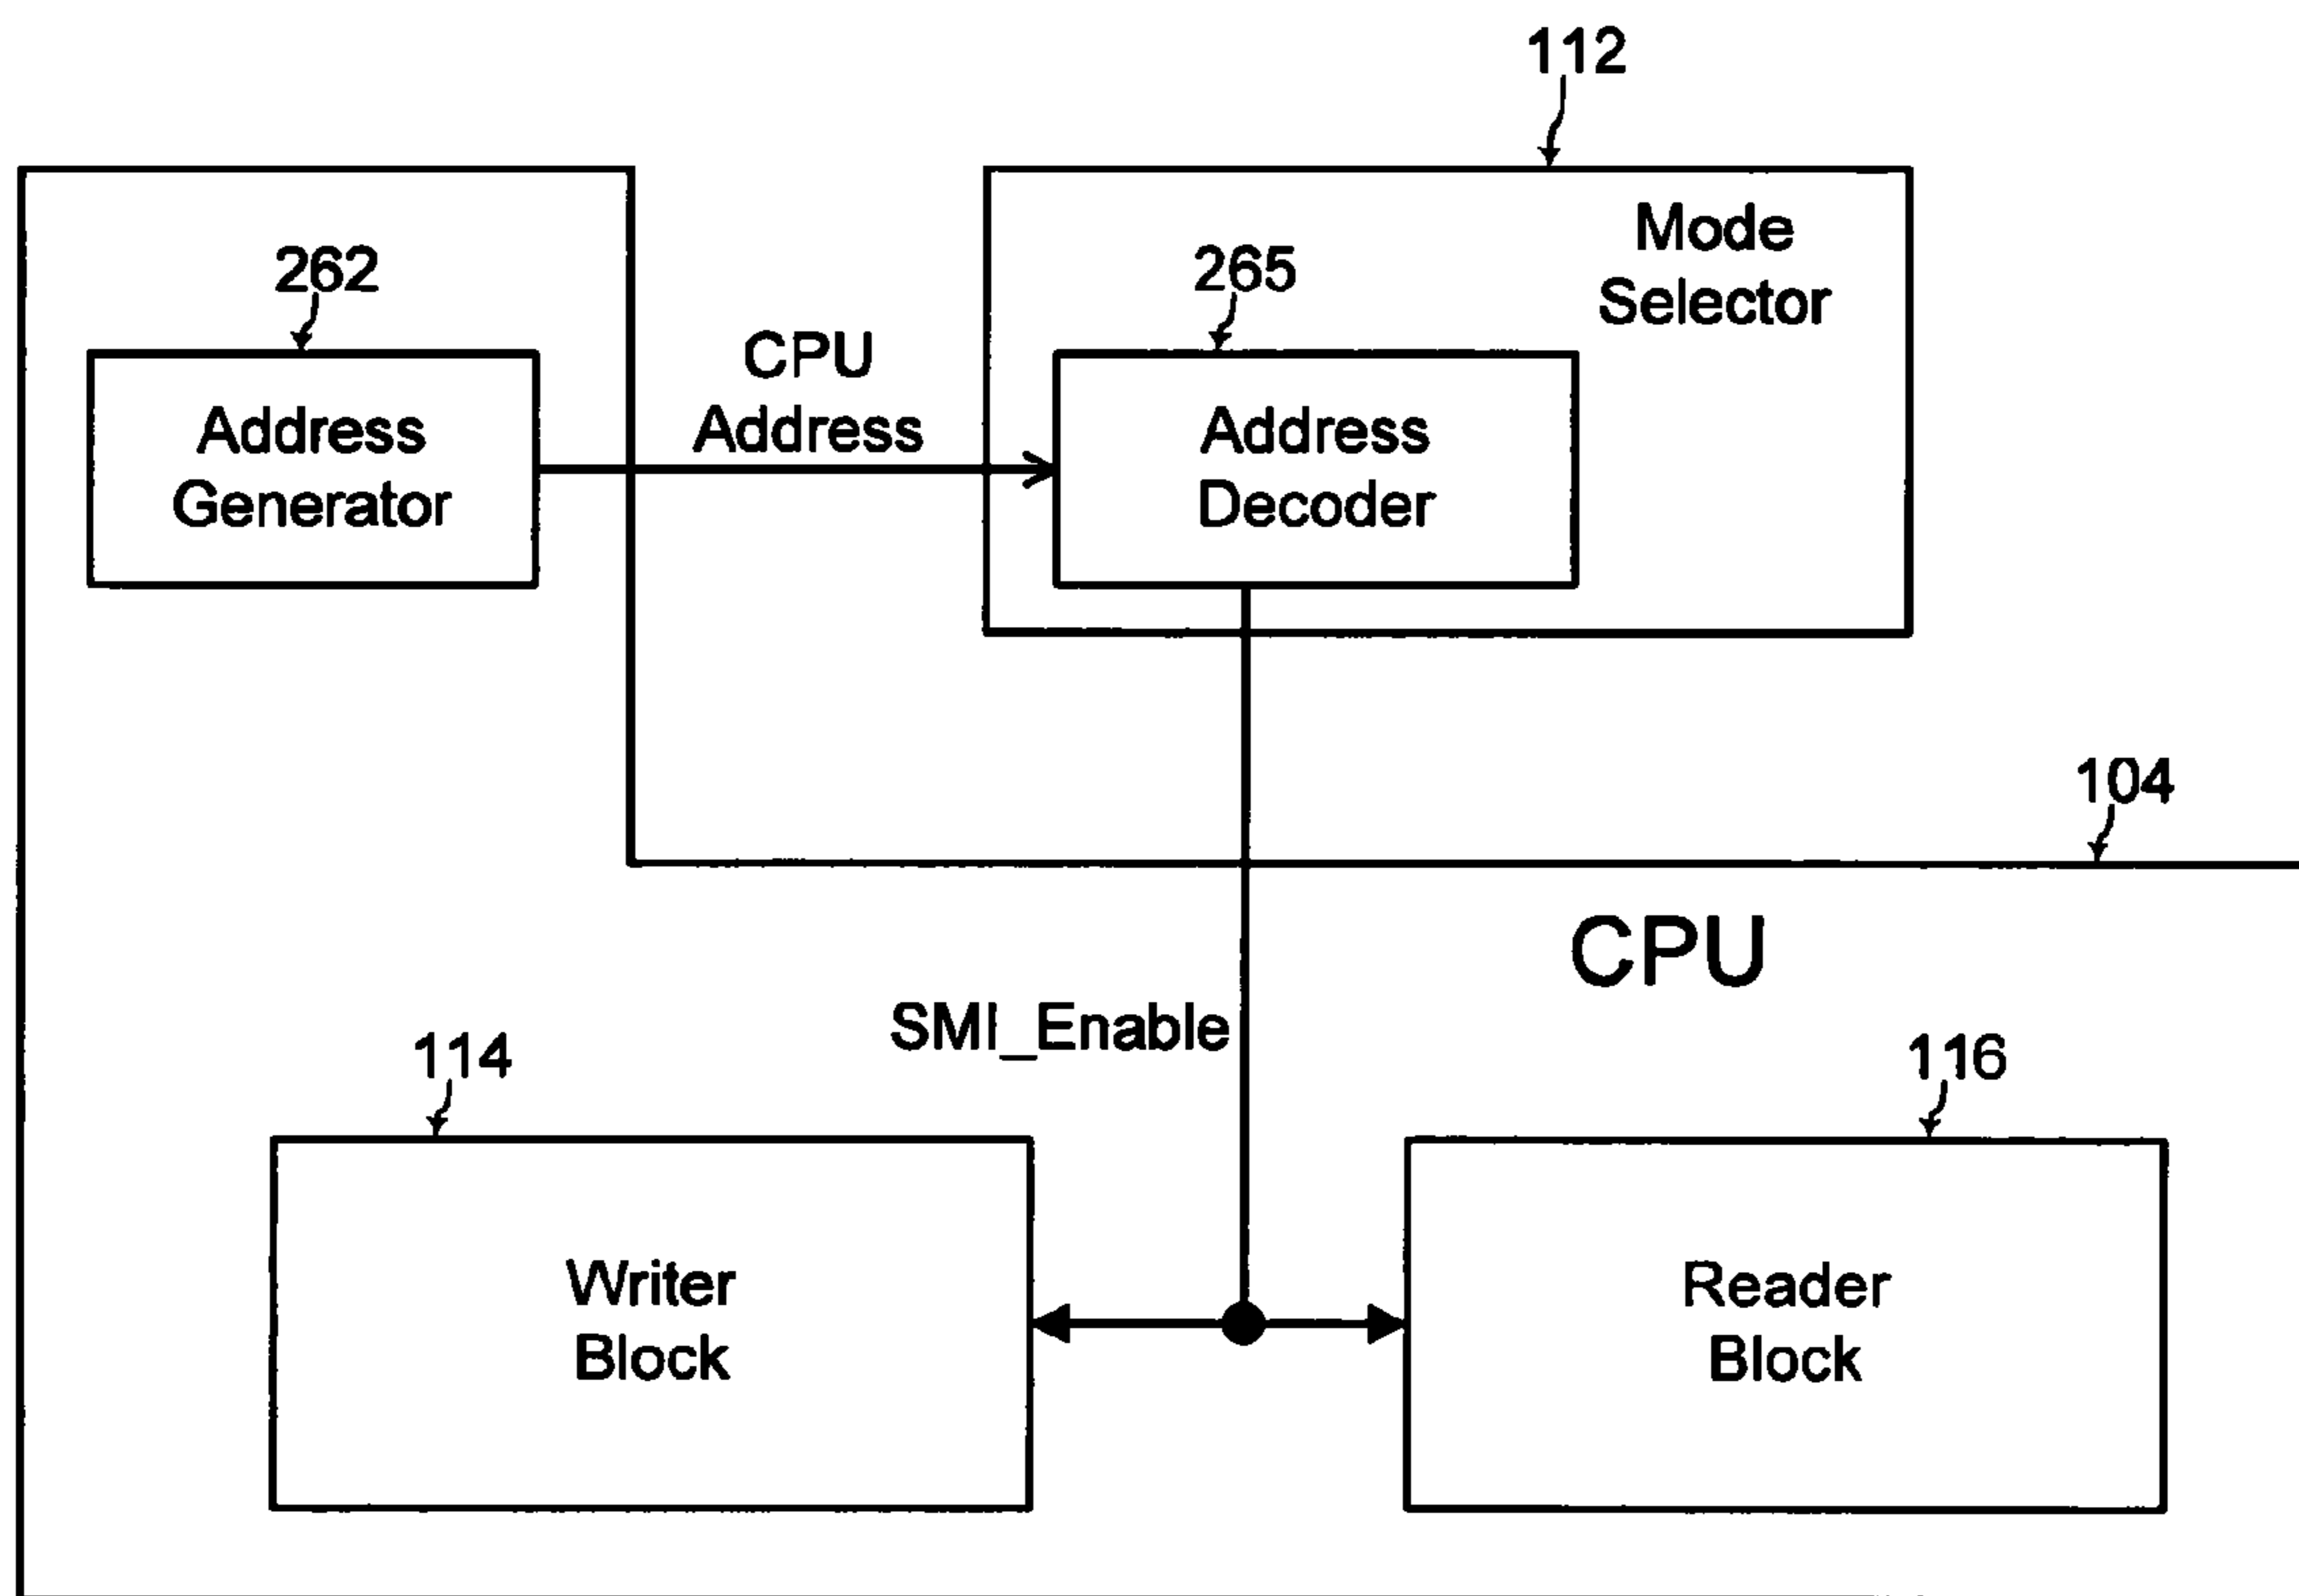 112
Mode
Selector
262
265
CPU
Address
Address
Generator
Address
Decoder
104
CPU
SMI_Enable
114
116
Writer
Block
Reader
Block